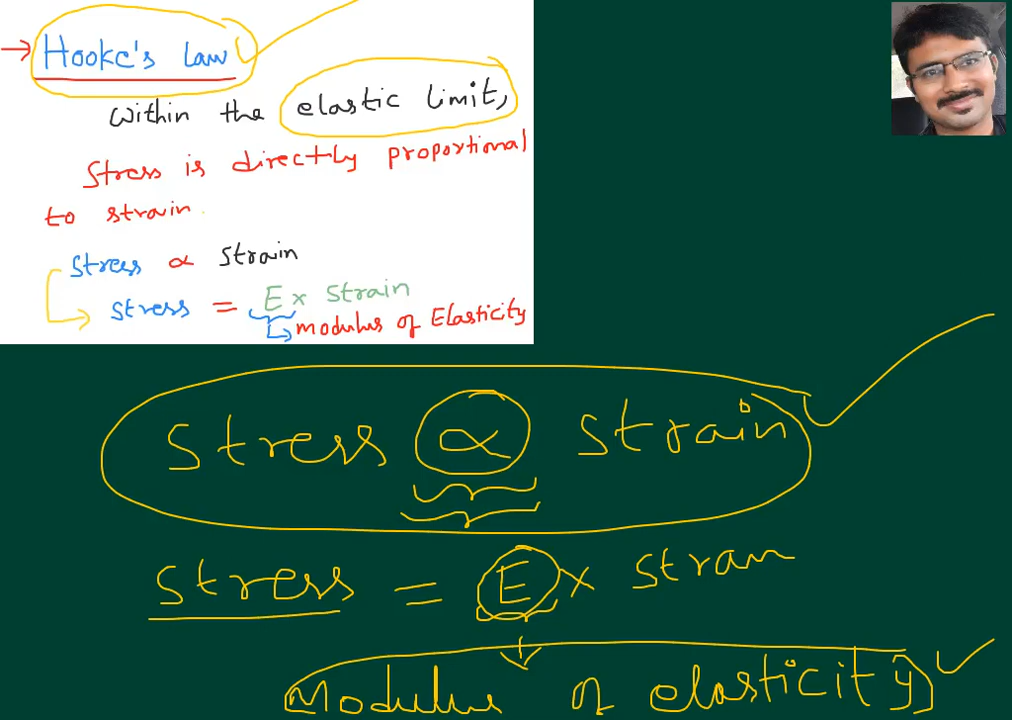 → Hooke's law
Within the elastic limit,
Stress is directly proportional
to strain.
Stress ∝ Strain
stress = E x Strain
modulus of Elasticity
Stress ∝ Strain
Stress = E x Stran
Modulus of elasticity